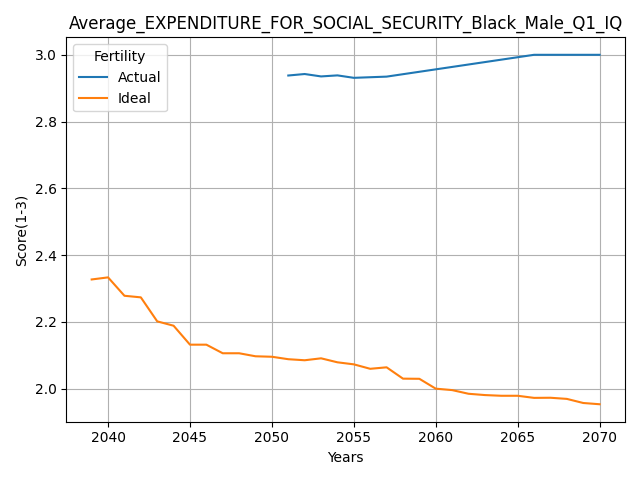 Average_EXPENDITURE_FOR_SOCIAL_SECURITY_Black_Male_Q1_IQ
Fertility
Actual
Ideal
Score(1-3)
3.0
2.8
2.6
2.4
2.2
2.0
2040 2045 2050 2055 2060 2065 2070
Years